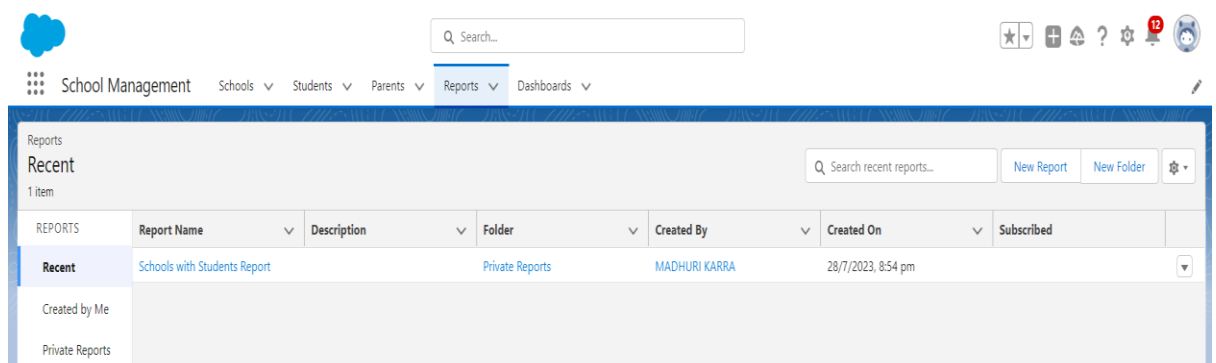 Search...
12
School Management Schools Students Parents Reports Dashboards
Reports
Recent
1 item
Search recent reports...
New Report
New Folder
REPORTS
Report Name Description Folder Created By Created On Subscribed
Recent
Schools with Students Report Private Reports MADHURI KARRA 28/7/2023, 8:54 pm
Created by Me
Private Reports